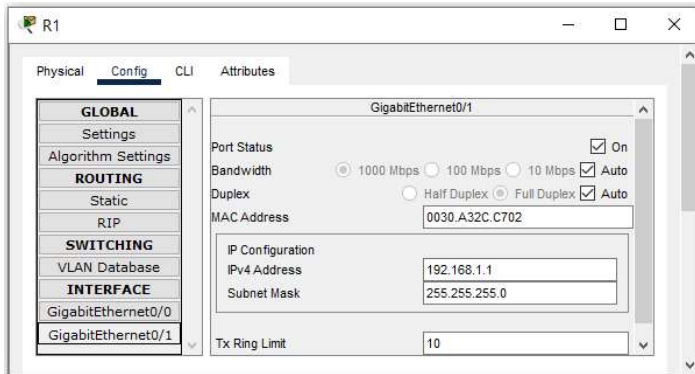 R1
Physical Config CLI Attributes
GLOBAL
Settings
Algorithm Settings
ROUTING
Static
RIP
SWITCHING
VLAN Database
INTERFACE
GigabitEthernet0/0
GigabitEthernet0/1
GigabitEthernet0/1
Port Status On
Bandwidth 1000 Mbps 100 Mbps 10 Mbps Auto
Duplex Half Duplex Full Duplex Auto
MAC Address 0030.A32C.C702
IP Configuration
IPv4 Address 192.168.1.1
Subnet Mask 255.255.255.0
Tx Ring Limit 10